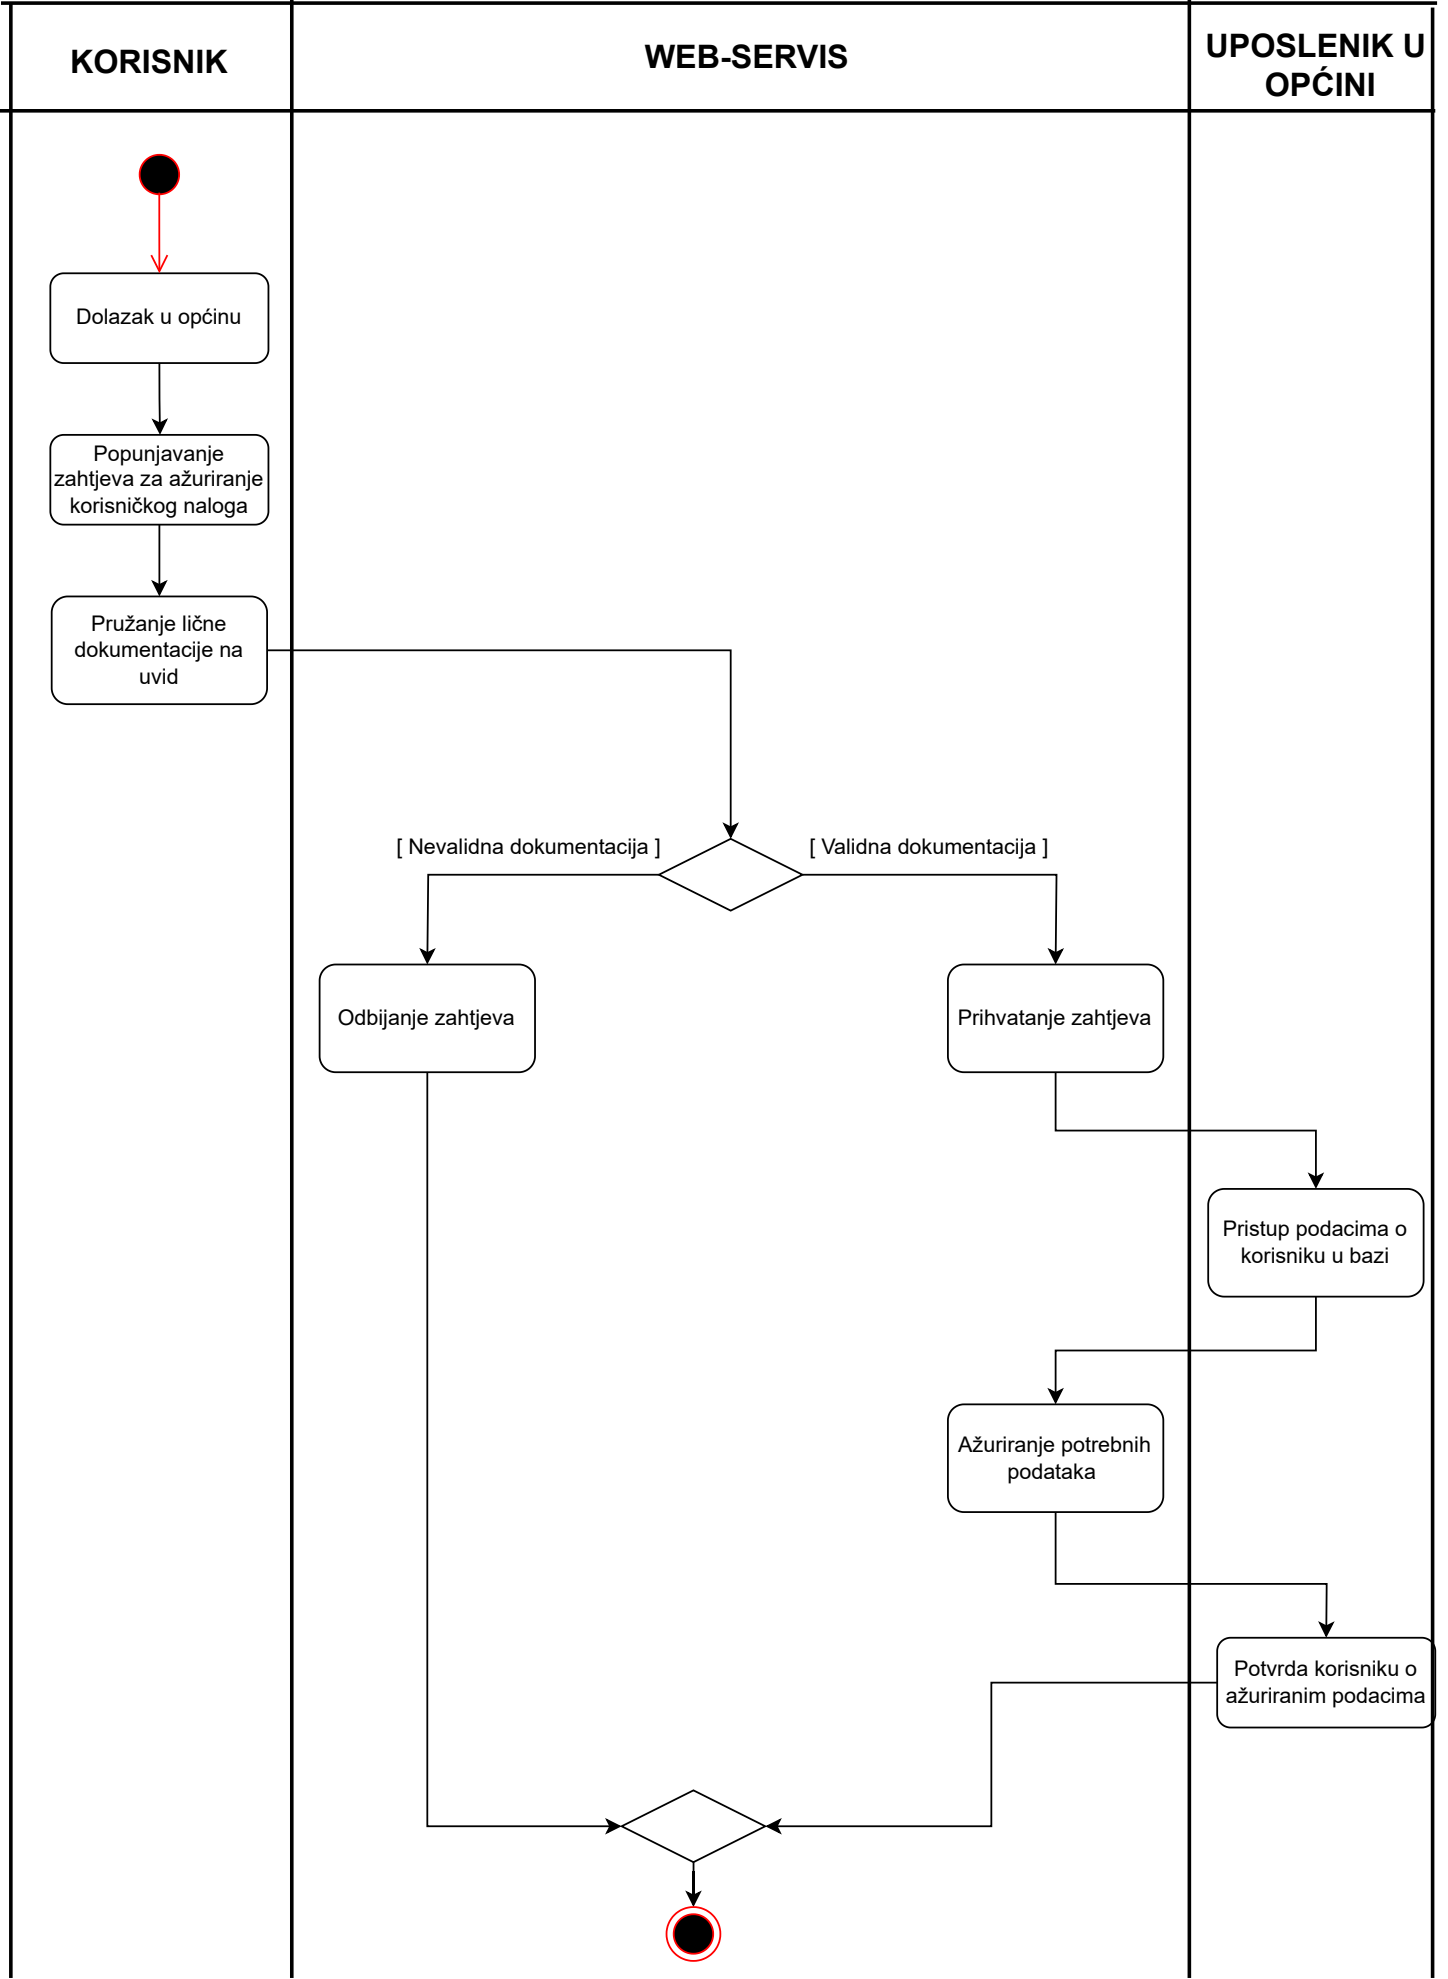 KORISNIK
WEB-SERVIS
UPOSLENIK U
OPĆINI
Dolazak u općinu
Popunjavanje
zahtjeva za ažuriranje
korisničkog naloga
Pružanje lične
dokumentacije na
uvid
[ Nevalidna dokumentacija ]
[ Validna dokumentacija ]
Odbijanje zahtjeva
Prihvatanje zahtjeva
Pristup podacima o
korisniku u bazi
Ažuriranje potrebnih
podataka
Potvrda korisniku o
ažuriranim podacima